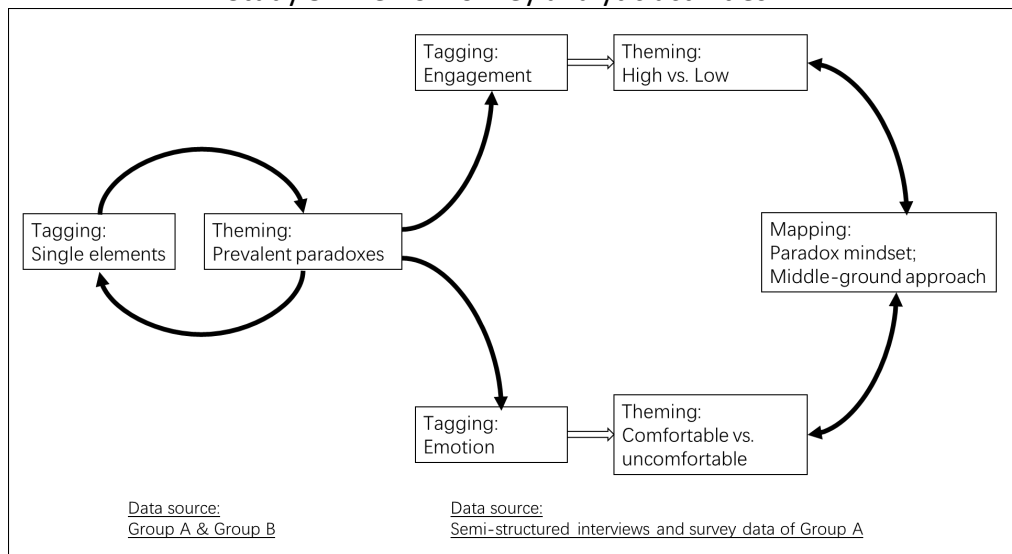 Tagging:
Engagement
Theming:
High vs. Low
Tagging:
Single elements
Theming:
Prevalent paradoxes
Mapping:
Paradox mindset;
Middle-ground approach
Tagging:
Emotion
Theming:
Comfortable vs.
uncomfortable
Data source:
Group A & Group B
Data source:
Semi-structured interviews and survey data of Group A